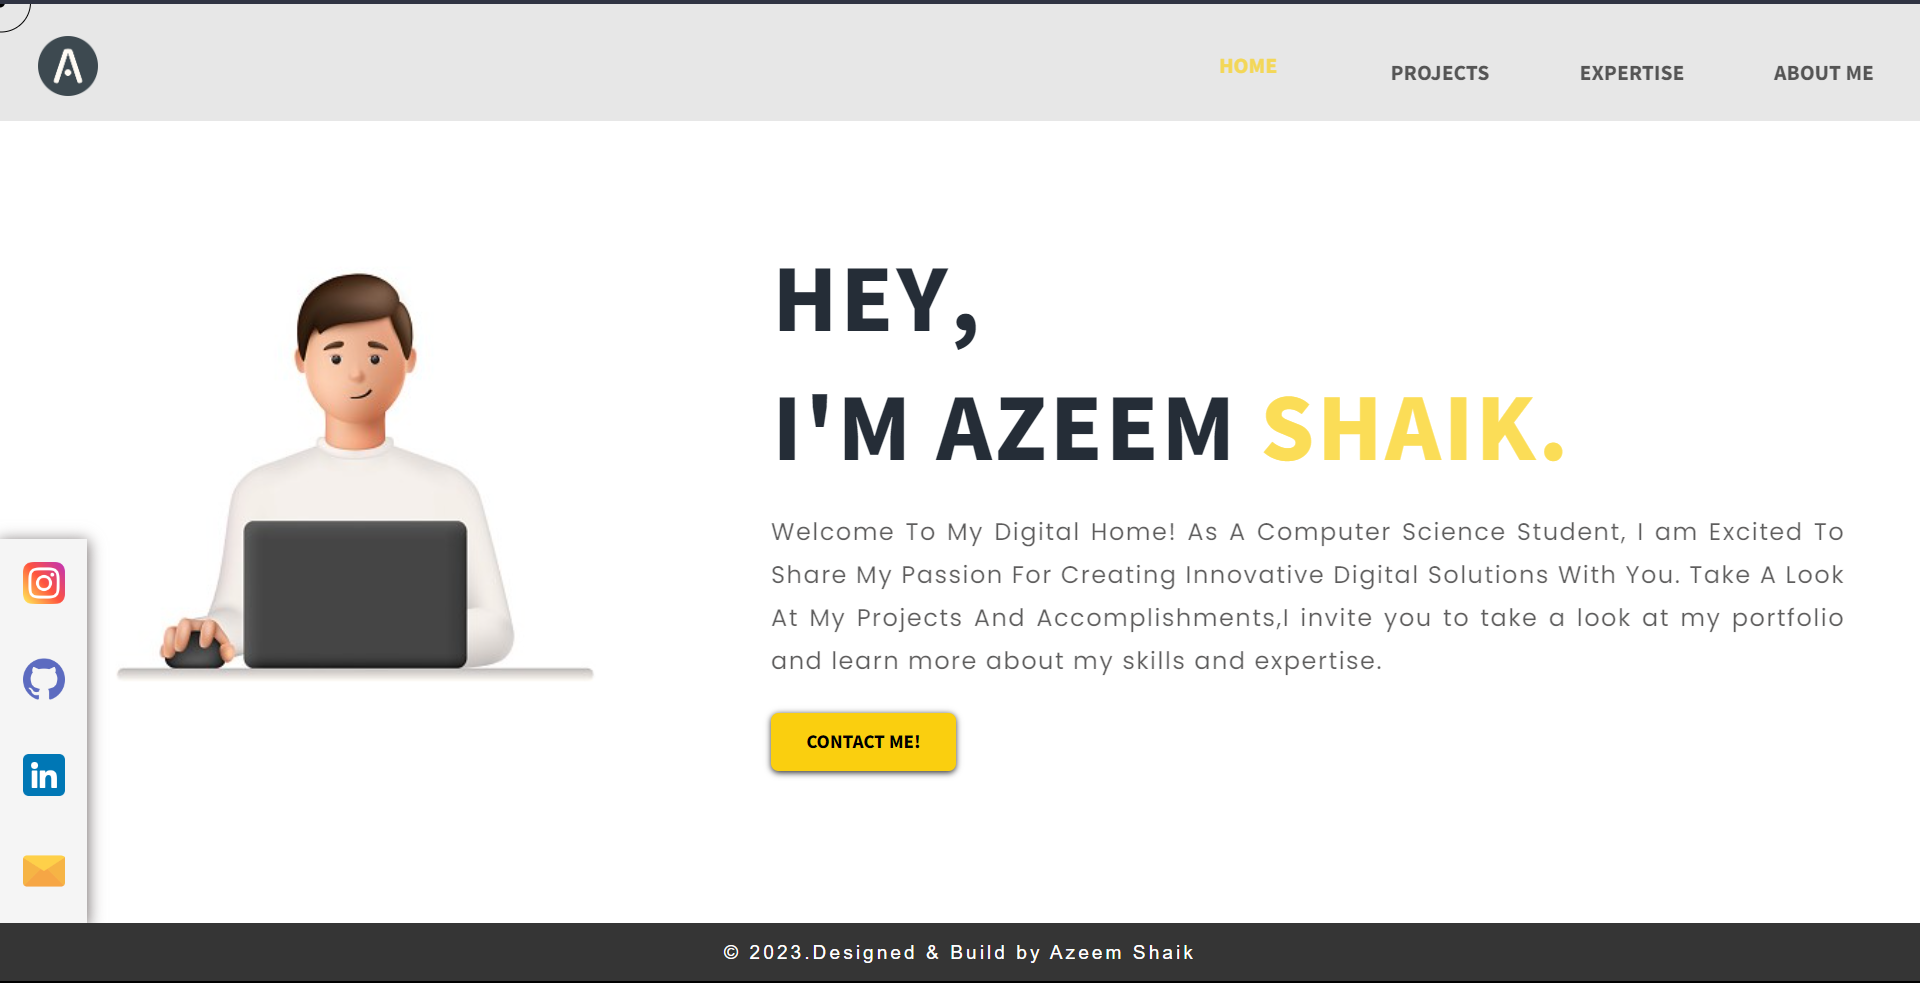 HOME PROJECTS EXPERTISE ABOUT ME
HEY,
I'M AZEEM SHAIK.
Welcome To My Digital Home! As A Computer Science Student, I am Excited To
Share My Passion For Creating Innovative Digital Solutions With You. Take A Look
At My Projects And Accomplishments,I invite you to take a look at my portfolio
and learn more about my skills and expertise.
CONTACT ME!
in
© 2023.Designed & Build by Azeem Shaik